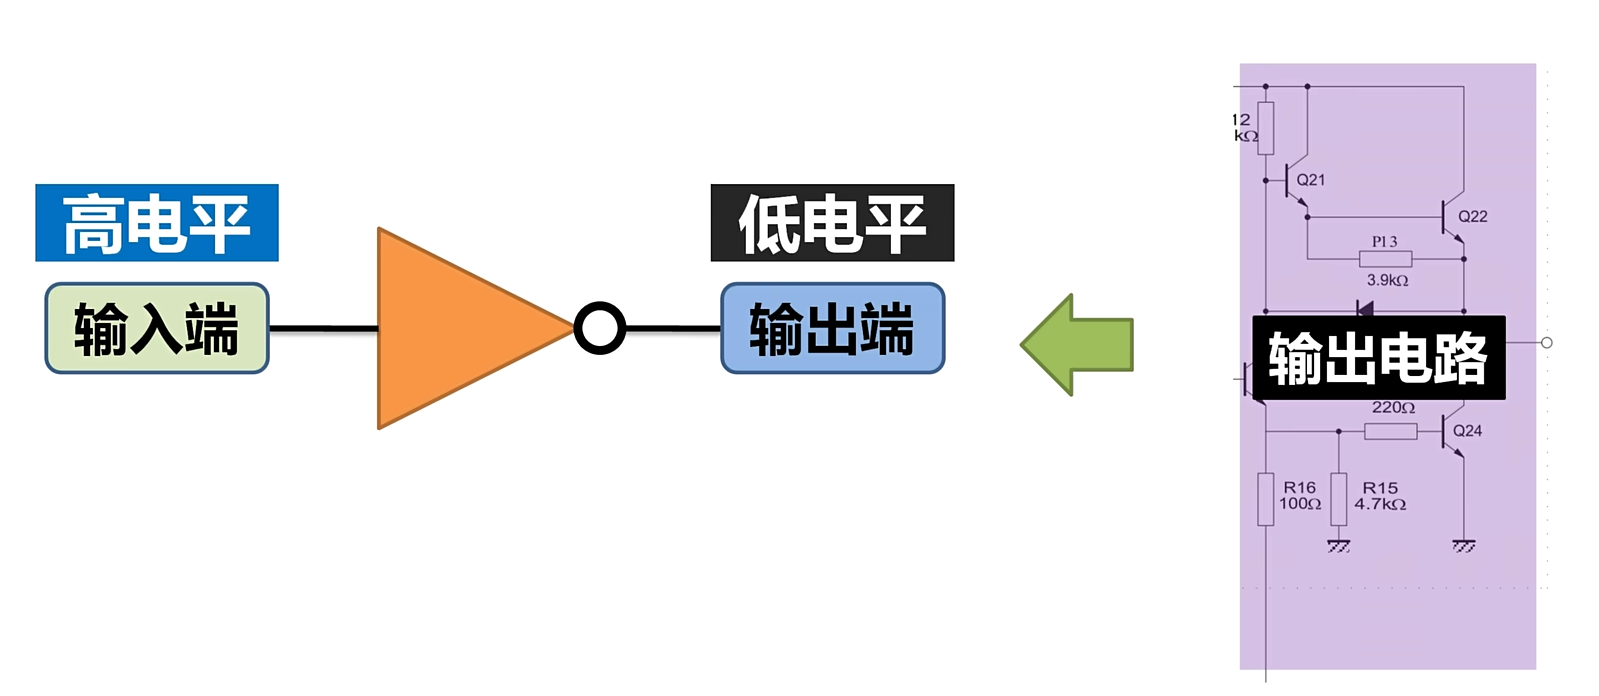 高电平
输入端
低电平
输出端
12
kΩ
Q21
Q22
P13
3.9kΩ
输出电路
220Ω
Q24
R16
100Ω
R15
4.7kΩ